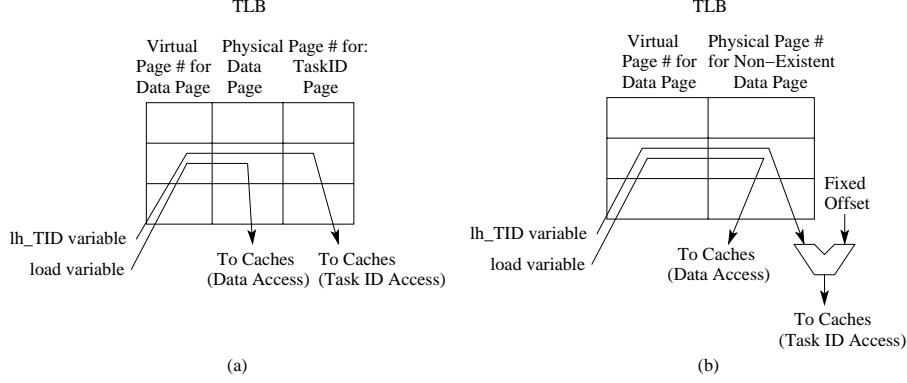 TLB
Virtual Physical Page # for:
Page # for Data TaskID
Data Page Page Page
lh_TID variable
load variable
To Caches To Caches
(Data Access) (Task ID Access)
(a)
TLB
Virtual Physical Page #
Page # for for Non−Existent
Data Page Data Page
Fixed
Offset
lh_TID variable
load variable
To Caches
(Data Access)
To Caches
(Task ID Access)
(b)